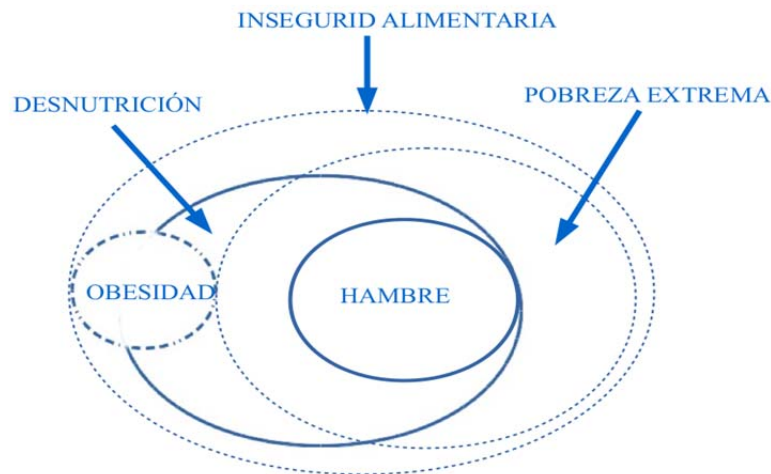 INSEGURID ALIMENTARIA
DESNUTRICIÓN
POBREZA EXTREMA
OBESIDAD
HAMBRE